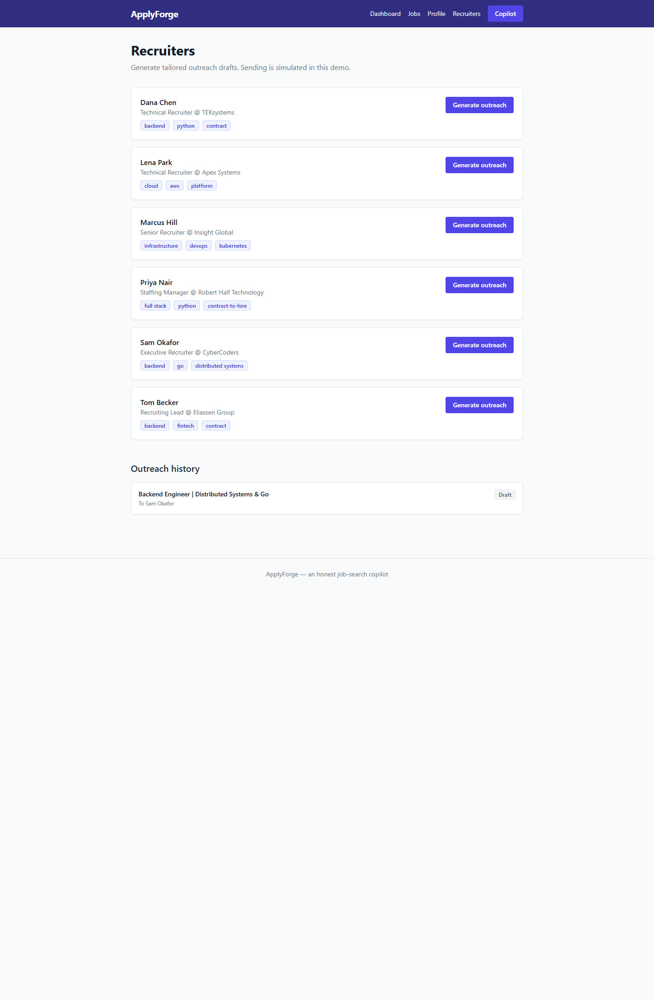 ApplyForge
Dashboard Jobs Profile Recruiters Copilot
Recruiters
Generate tailored outreach drafts. Sending is simulated in this demo.
Dana Chen
Generate outreach
Technical Recruiter @ TEKsystems
backend python contract
Lena Park
Generate outreach
Technical Recruiter @ Apex Systems
cloud aws platform
Marcus Hill
Generate outreach
Senior Recruiter @ Insight Global
infrastructure devops kubernetes
Priya Nair
Generate outreach
Staffing Manager @ Robert Half Technology
full stack python contract-to-hire
Sam Okafor
Generate outreach
Executive Recruiter @ CyberCoders
backend go distributed systems
Tom Becker
Generate outreach
Recruiting Lead @ Eliassen Group
backend fintech contract
Outreach history
Backend Engineer | Distributed Systems & Go
Draft
To Sam Okafor
ApplyForge — an honest job-search copilot